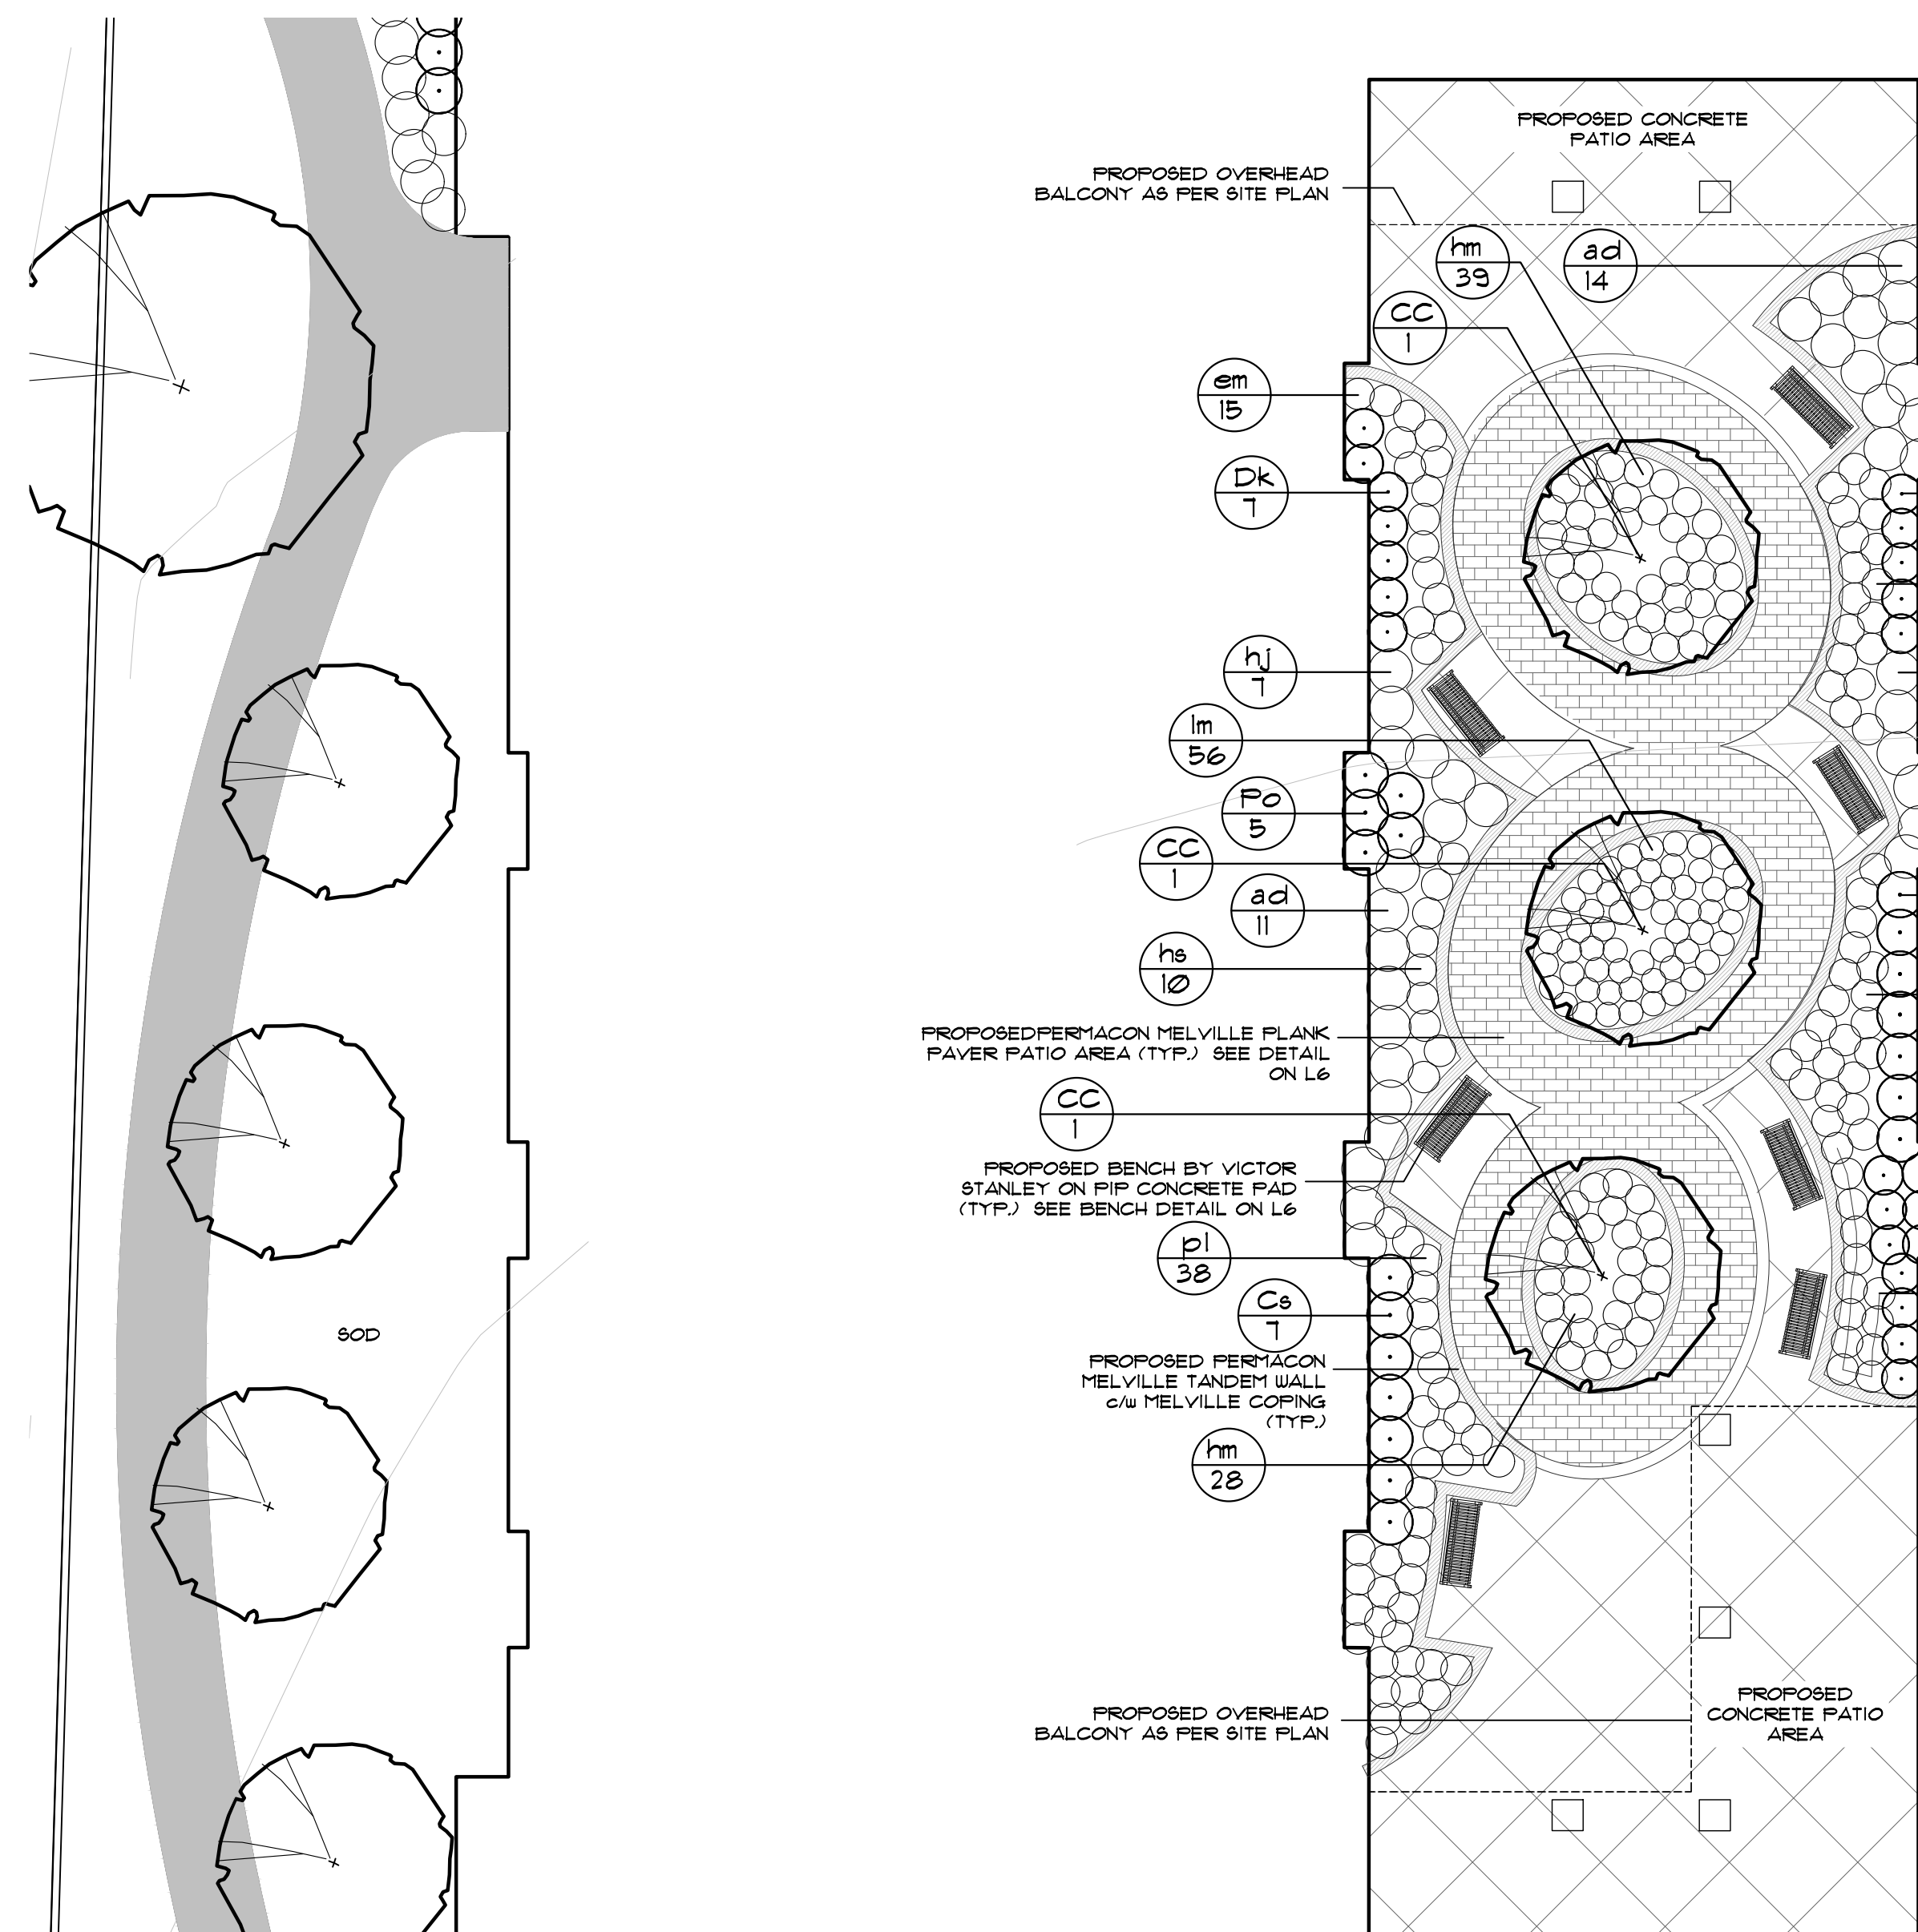 PROPOSED CONCRETE
PATIO AREA
PROPOSED OVERHEAD
BALCONY AS PER SITE PLAN
hm
39
ad
14
CC
1
em
15
Dk
7
hj
7
lm
56
Po
5
CC
1
ad
11
hs
10
PROPOSEDPERMACON MELVILLE PLANK
PAVER PATIO AREA (TYP.) SEE DETAIL
ON L6
CC
1
PROPOSED BENCH BY VICTOR
STANLEY ON PIP CONCRETE PAD
(TYP.) SEE BENCH DETAIL ON L6
pl
38
Cs
7
SOD
PROPOSED PERMACON
MELVILLE TANDEM WALL
c/w MELVILLE COPING
(TYP.)
hm
28
PROPOSED OVERHEAD
BALCONY AS PER SITE PLAN
PROPOSED
CONCRETE PATIO
AREA